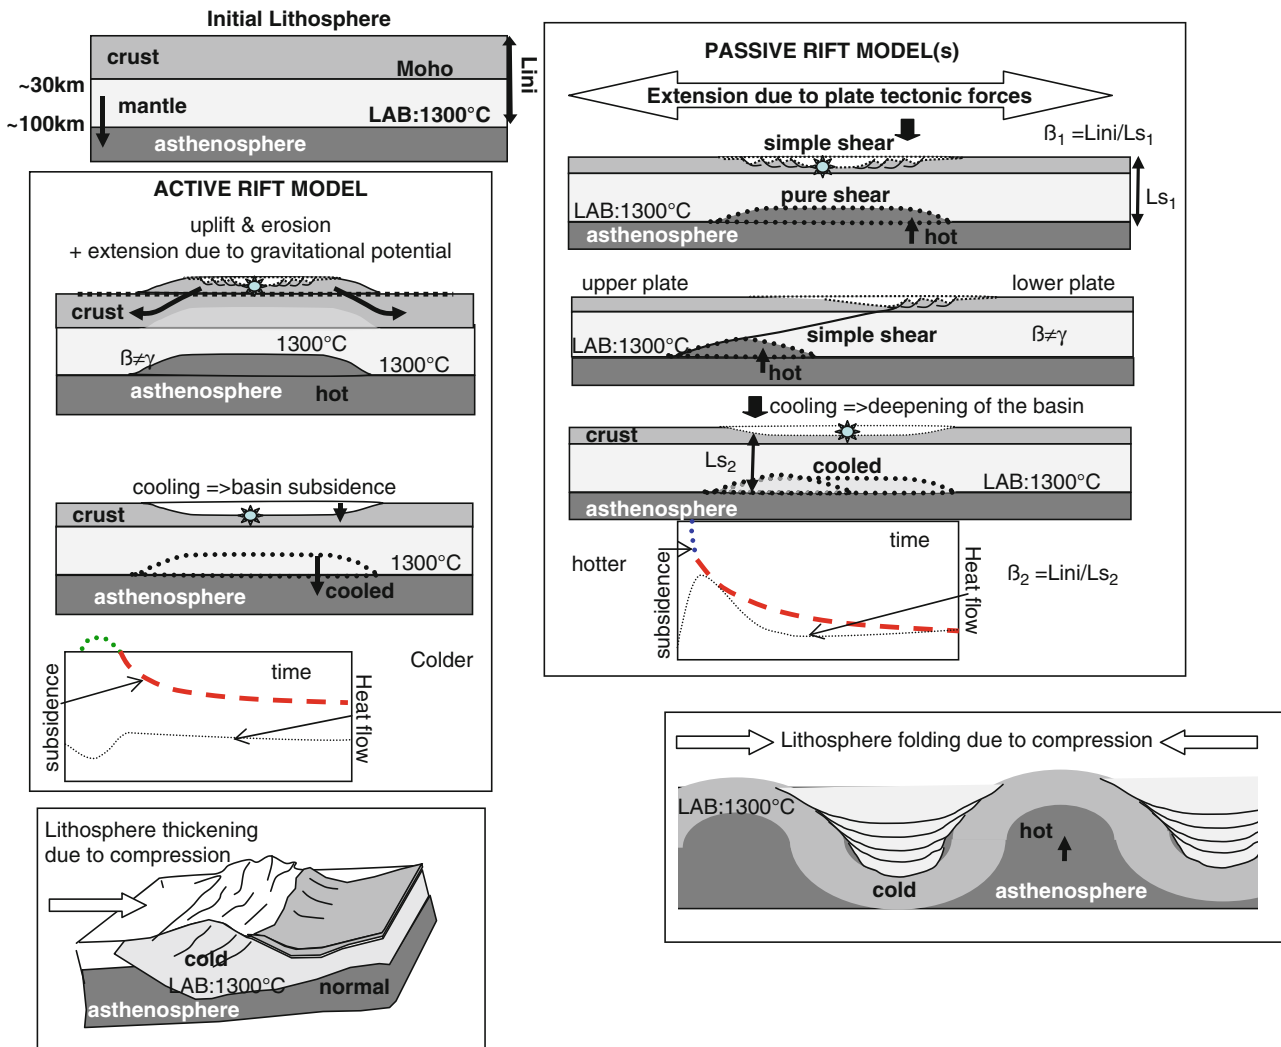 Initial Lithosphere
crust
Moho
Lini
~30km
mantle
LAB:1300°C
~100km
asthenosphere
ACTIVE RIFT MODEL
uplift & erosion
+ extension due to gravitational potential
crust
ß≠γ
1300°C
1300°C
asthenosphere
hot
cooling =>basin subsidence
crust
1300°C
asthenosphere
cooled
time
Colder
subsidence
Heat flow
Lithosphere thickening
due to compression
cold
LAB:1300°C
normal
asthenosphere
PASSIVE RIFT MODEL(s)
Extension due to plate tectonic forces
simple shear
ß1 =Lini/Ls1
pure shear
Ls1
LAB:1300°C
asthenosphere
hot
upper plate
lower plate
simple shear
ß≠γ
LAB:1300°C
hot
cooling =>deepening of the basin
crust
Ls2
cooled
LAB:1300°C
asthenosphere
time
hotter
subsidence
Heat flow
ß2 =Lini/Ls2
Lithosphere folding due to compression
LAB:1300°C
hot
cold
asthenosphere